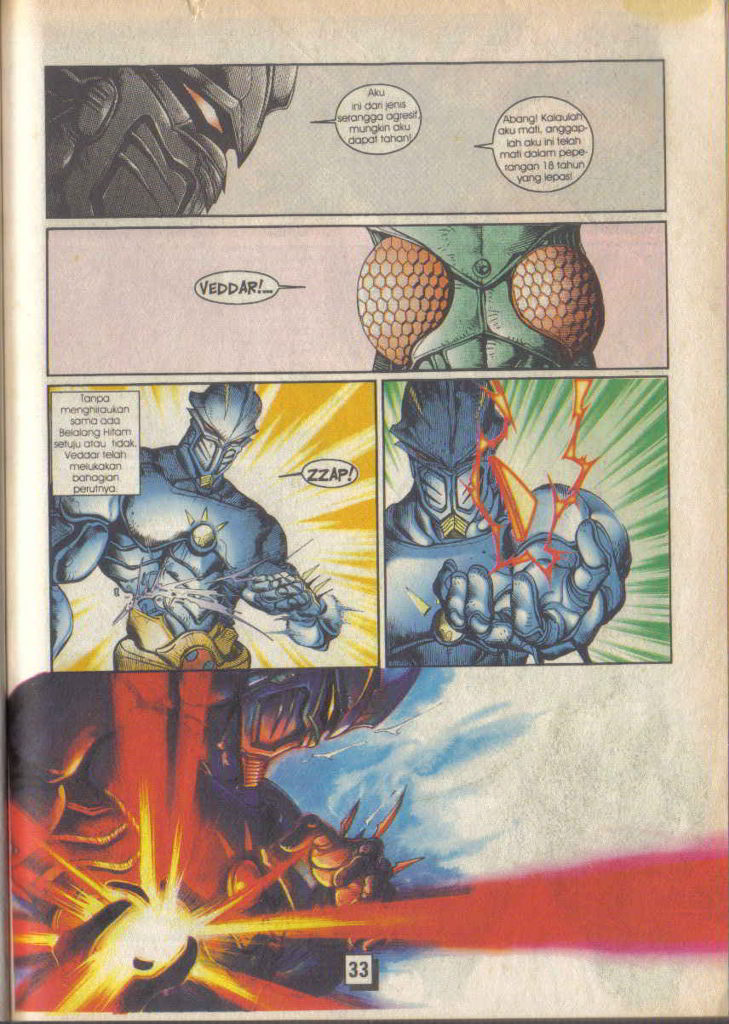 Aku
ini dari jenis
serangga agresif,
mungkin aku
dapat tahan!
Abang! Kalaulah
aku mati, anggap-
lah aku ini telah
mati dalam pepe-
rangan 18 tahun
yang lepas!
VEDDAR!...
Tanpa
menghiraukan
sama ada
Belalang Hitam
setuju atau tidak,
Veddar telah
melukakan
bahagian
perutnya.
ZZAP!
33